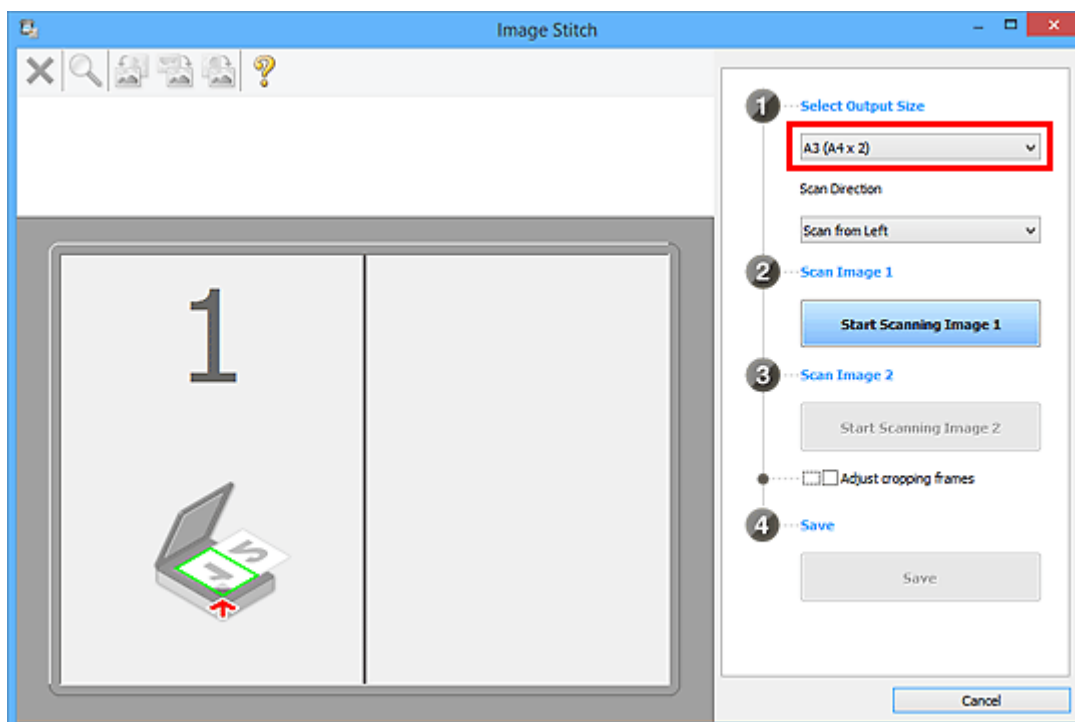 Image Stitch
1 Select Output Size
A3 (A4 x 2)
Scan Direction
Scan from Left
2 Scan Image 1
Start Scanning Image 1
3 Scan Image 2
Start Scanning Image 2
Adjust cropping frames
4 Save
Save
Cancel
1